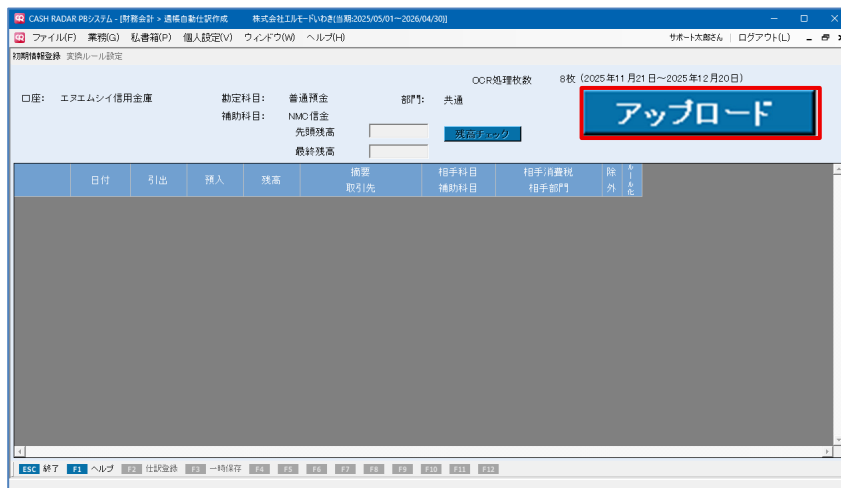 CASH RADAR PBシステム - [財務会計 > 通帳自動仕訳作成　株式会社エルモードいわき(当期:2025/05/01～2026/04/30)]
ファイル(F) 業務(G) 私書箱(P) 個人設定(V) ウィンドウ(W) ヘルプ(H) サポート太郎さん ログアウト(L)
初期情報登録 変換ルール設定
OCR処理枚数 8枚 (2025年11月21日～2025年12月20日)
口座: エヌエムシイ信用金庫 勘定科目: 普通預金 部門: 共通
アップロード
補助科目: NMC信金
先頭残高 残高チェック
最終残高
日付 引出 預入 残高 摘要 相手科目 相手消費税 除 ルール化
取引先 補助科目 相手部門 外
ESC 終了 F1 ヘルプ F2 仕訳登録 F3 一時保存 F4 F5 F6 F7 F8 F9 F10 F11 F12